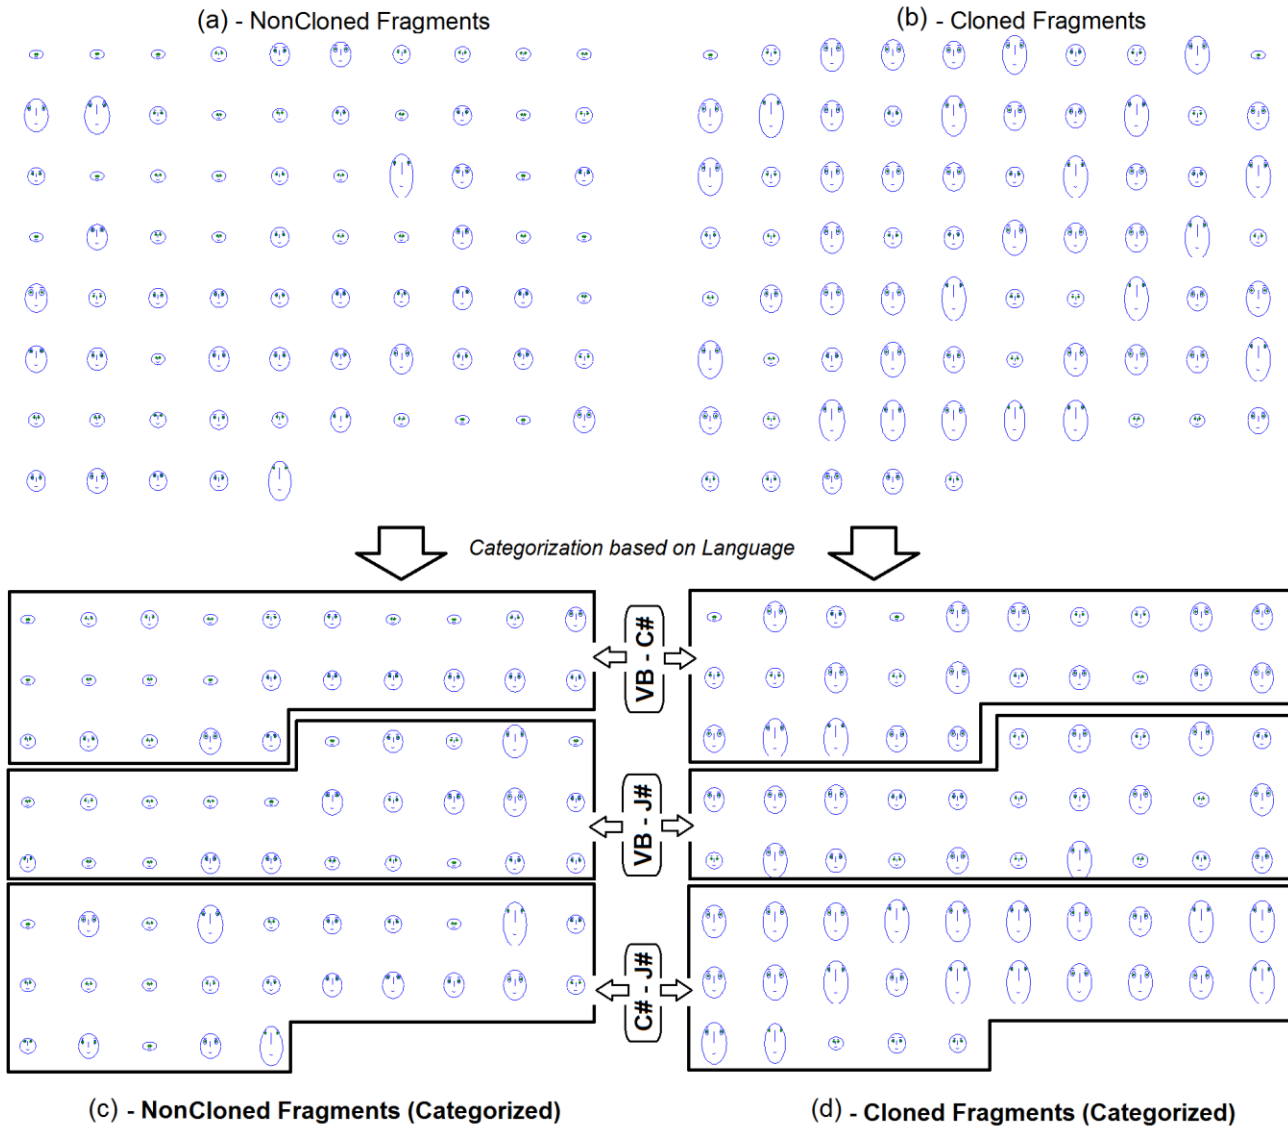 (a) - NonCloned Fragments
(b) - Cloned Fragments
Categorization based on Language
VB - C#
VB - J#
C# - J#
(c) - NonCloned Fragments (Categorized)
(d) - Cloned Fragments (Categorized)